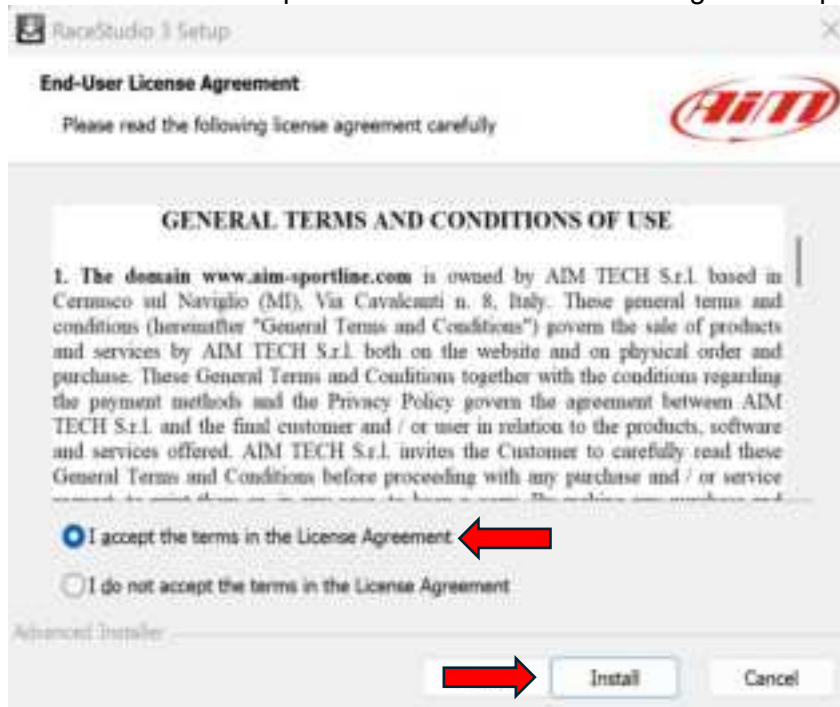 RaceStudio 3 Setup
End-User License Agreement
Please read the following license agreement carefully
AiM
GENERAL TERMS AND CONDITIONS OF USE
1. The domain www.aim-sportline.com is owned by AIM TECH S.r.l. based in
Cernusco sul Naviglio (MI), Via Cavalcanti n. 8, Italy. These general terms and
conditions (hereinafter "General Terms and Conditions") govern the sale of products
and services by AIM TECH S.r.l. both on the website and on physical order and
purchase. These General Terms and Conditions together with the conditions regarding
the payment methods and the Privacy Policy govern the agreement between AIM
TECH S.r.l. and the final customer and / or user in relation to the products, software
and services offered. AIM TECH S.r.l. invites the Customer to carefully read these
General Terms and Conditions before proceeding with any purchase and / or service
I accept the terms in the License Agreement
I do not accept the terms in the License Agreement
Advanced Installer
Install
Cancel